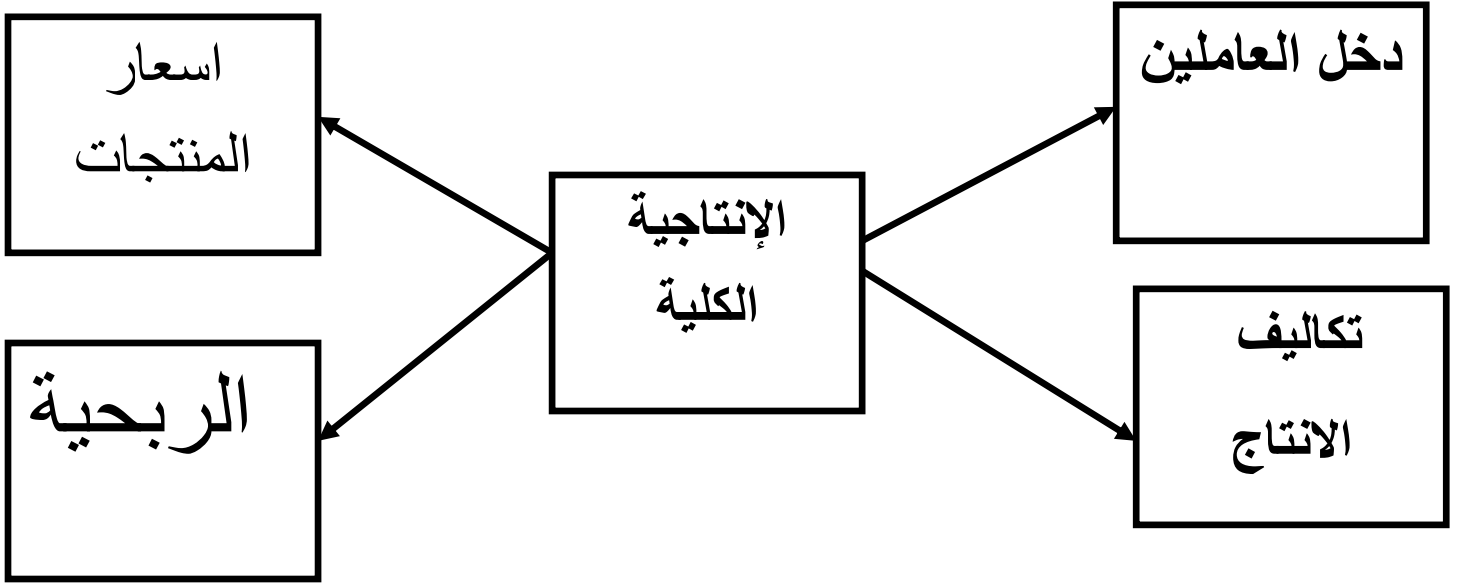 دخل العاملين
اسعار
المنتجات
الإنتاجية
الكلية
تكاليف
الانتاج
الربحية